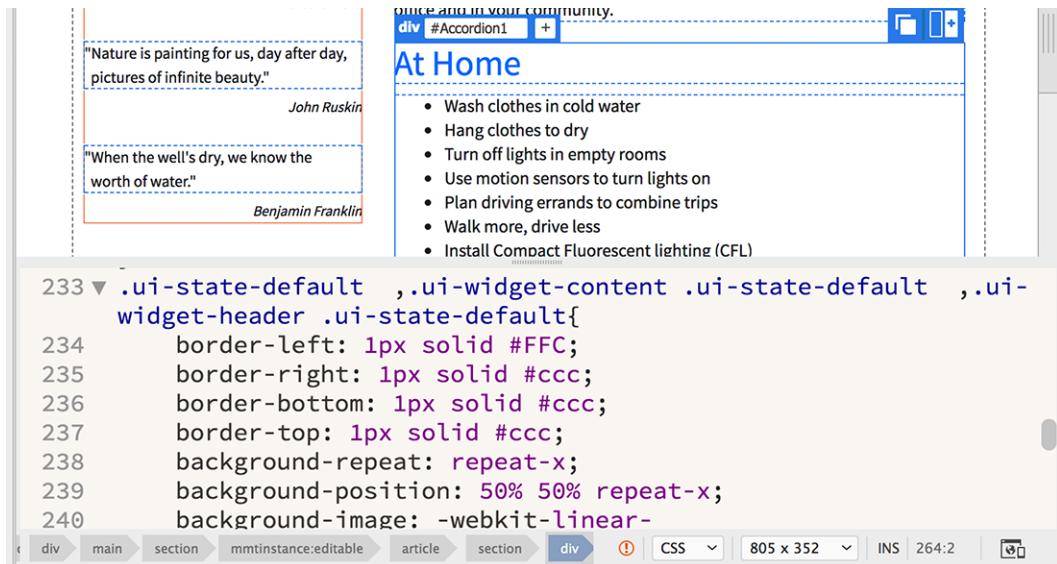 office and in your community.
div #Accordion1 +
"Nature is painting for us, day after day,
pictures of infinite beauty."
John Ruskin
"When the well's dry, we know the
worth of water."
Benjamin Franklin
At Home
• Wash clothes in cold water
• Hang clothes to dry
• Turn off lights in empty rooms
• Use motion sensors to turn lights on
• Plan driving errands to combine trips
• Walk more, drive less
• Install Compact Fluorescent lighting (CFL)
233 ▼ .ui-state-default  ,.ui-widget-content .ui-state-default  ,.ui-
widget-header .ui-state-default{
234 border-left: 1px solid #FFC;
235 border-right: 1px solid #ccc;
236 border-bottom: 1px solid #ccc;
237 border-top: 1px solid #ccc;
238 background-repeat: repeat-x;
239 background-position: 50% 50% repeat-x;
240 background-image: -webkit-linear-
div main section mmtinstance:editable article section div CSS 805 x 352 INS 264:2